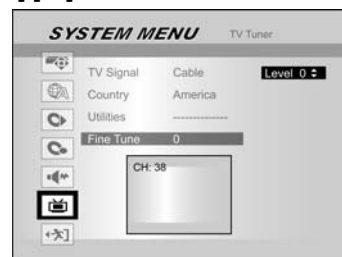 SYSTEM MENU TV Tuner
TV Signal Cable Level 0
Country America
Utilities --------------
Fine Tune 0
CH: 38